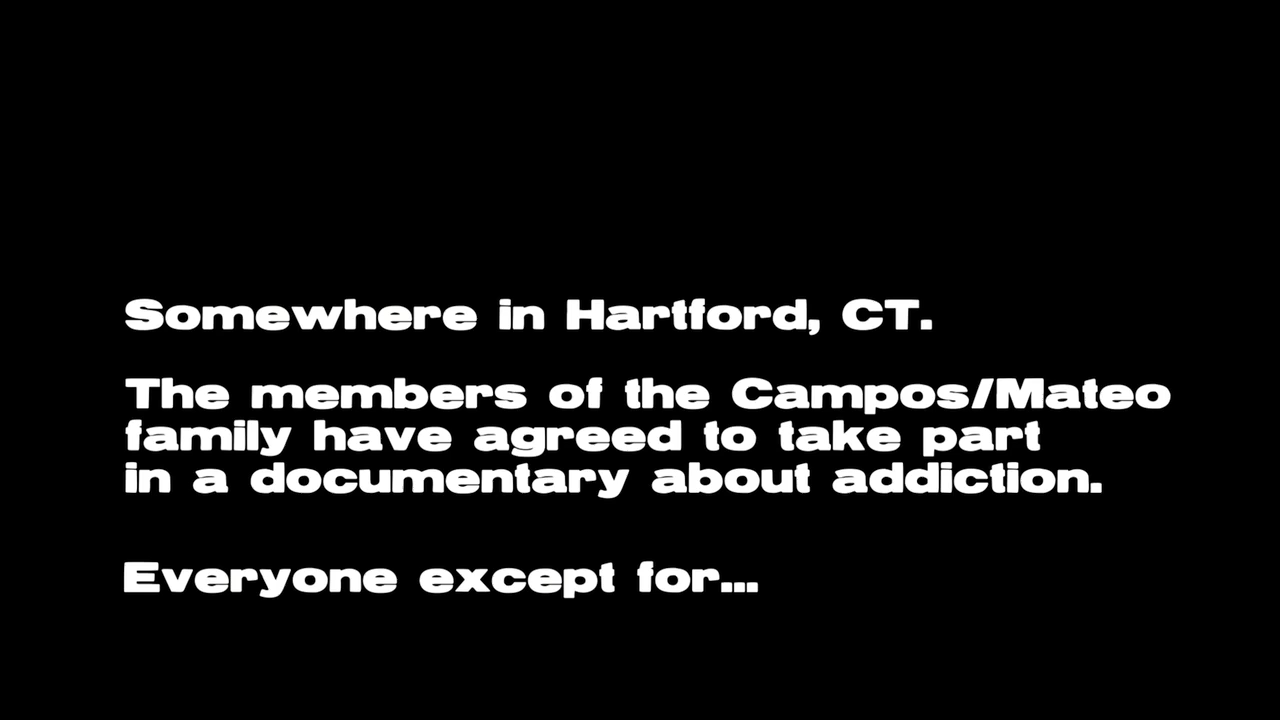 Somewhere in Hartford, CT.
The members of the Campos/Mateo
family have agreed to take part
in a documentary about addiction.
Everyone except for...